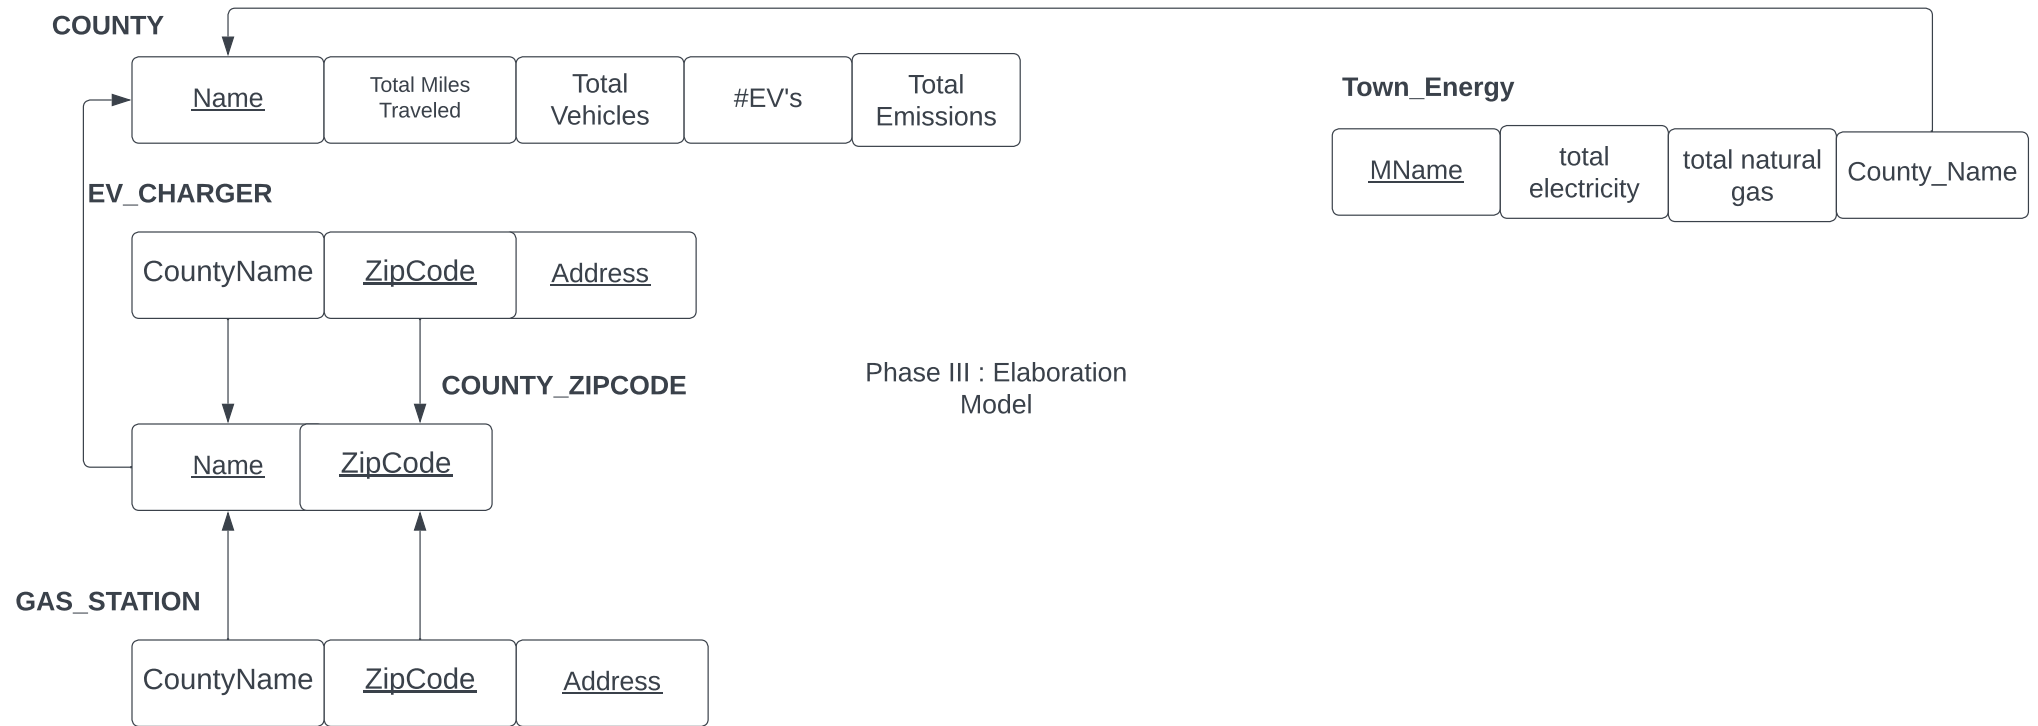 COUNTY
Name
Total Miles
Traveled
Total
Vehicles
#EV's
Total
Emissions
Town_Energy
MName
total
electricity
total natural
gas
County_Name
EV_CHARGER
CountyName
ZipCode
Address
COUNTY_ZIPCODE
Phase III : Elaboration
Model
Name
ZipCode
GAS_STATION
CountyName
ZipCode
Address